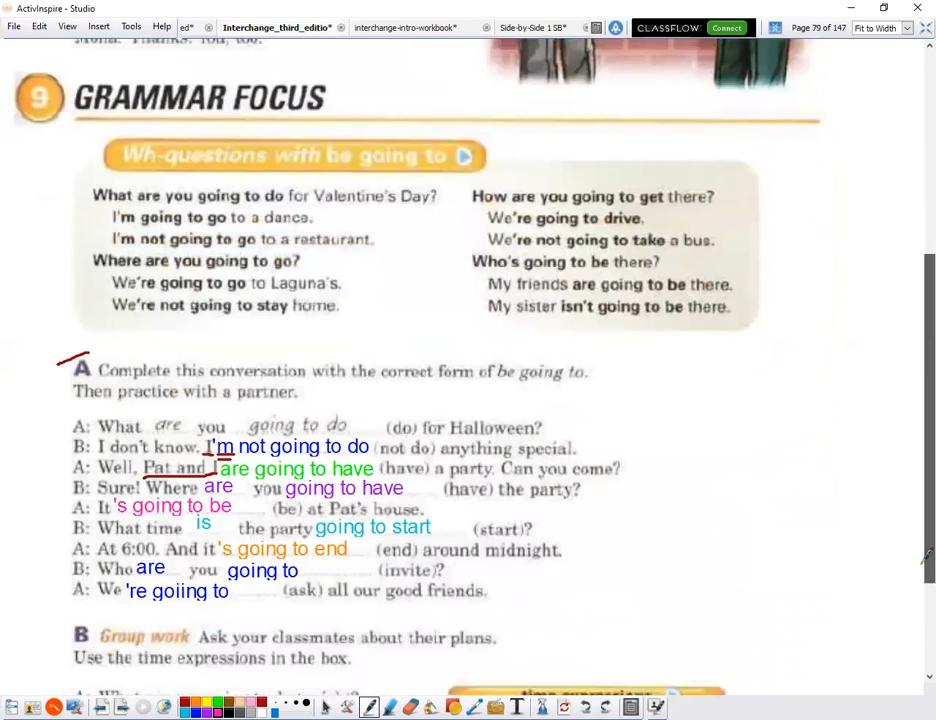 ActivInspire - Studio
File Edit View Insert Tools Help ed* Interchange_third_editio* interchange-intro-workbook* Side-by-Side 1 SB* CLASSFLOW Connect Page 79 of 147 Fit to Width
9 GRAMMAR FOCUS
Wh-questions with be going to
What are you going to do for Valentine's Day?
I'm going to go to a dance.
I'm not going to go to a restaurant.
Where are you going to go?
We're going to go to Laguna's.
We're not going to stay home.
How are you going to get there?
We're going to drive.
We're not going to take a bus.
Who's going to be there?
My friends are going to be there.
My sister isn't going to be there.
A Complete this conversation with the correct form of be going to.
Then practice with a partner.
A: What are you going to do (do) for Halloween?
B: I don't know. I'm not going to do (not do) anything special.
A: Well, Pat and I are going to have (have) a party. Can you come?
B: Sure! Where are you going to have (have) the party?
A: It 's going to be (be) at Pat's house.
B: What time is the party going to start (start)?
A: At 6:00. And it 's going to end (end) around midnight.
B: Who are you going to (invite)?
A: We 're goiing to (ask) all our good friends.
B Group work Ask your classmates about their plans.
Use the time expressions in the box.
time expressions